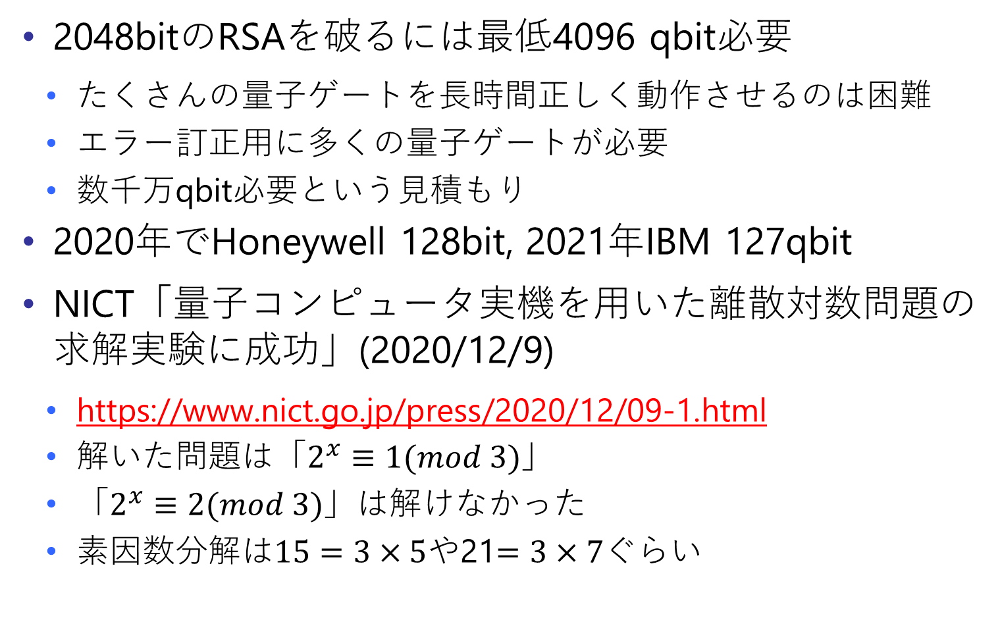 • 2048bitのRSAを破るには最低4096 qbit必要
• たくさんの量子ゲートを長時間正しく動作させるのは困難
• エラー訂正用に多くの量子ゲートが必要
• 数千万qbit必要という見積もり
• 2020年でHoneywell 128bit, 2021年IBM 127qbit
• NICT「量子コンピュータ実機を用いた離散対数問題の
求解実験に成功」(2020/12/9)
• https://www.nict.go.jp/press/2020/12/09-1.html
• 解いた問題は「2^x ≡ 1(mod 3)」
• 「2^x ≡ 2(mod 3)」は解けなかった
• 素因数分解は15 = 3 × 5や21= 3 × 7ぐらい